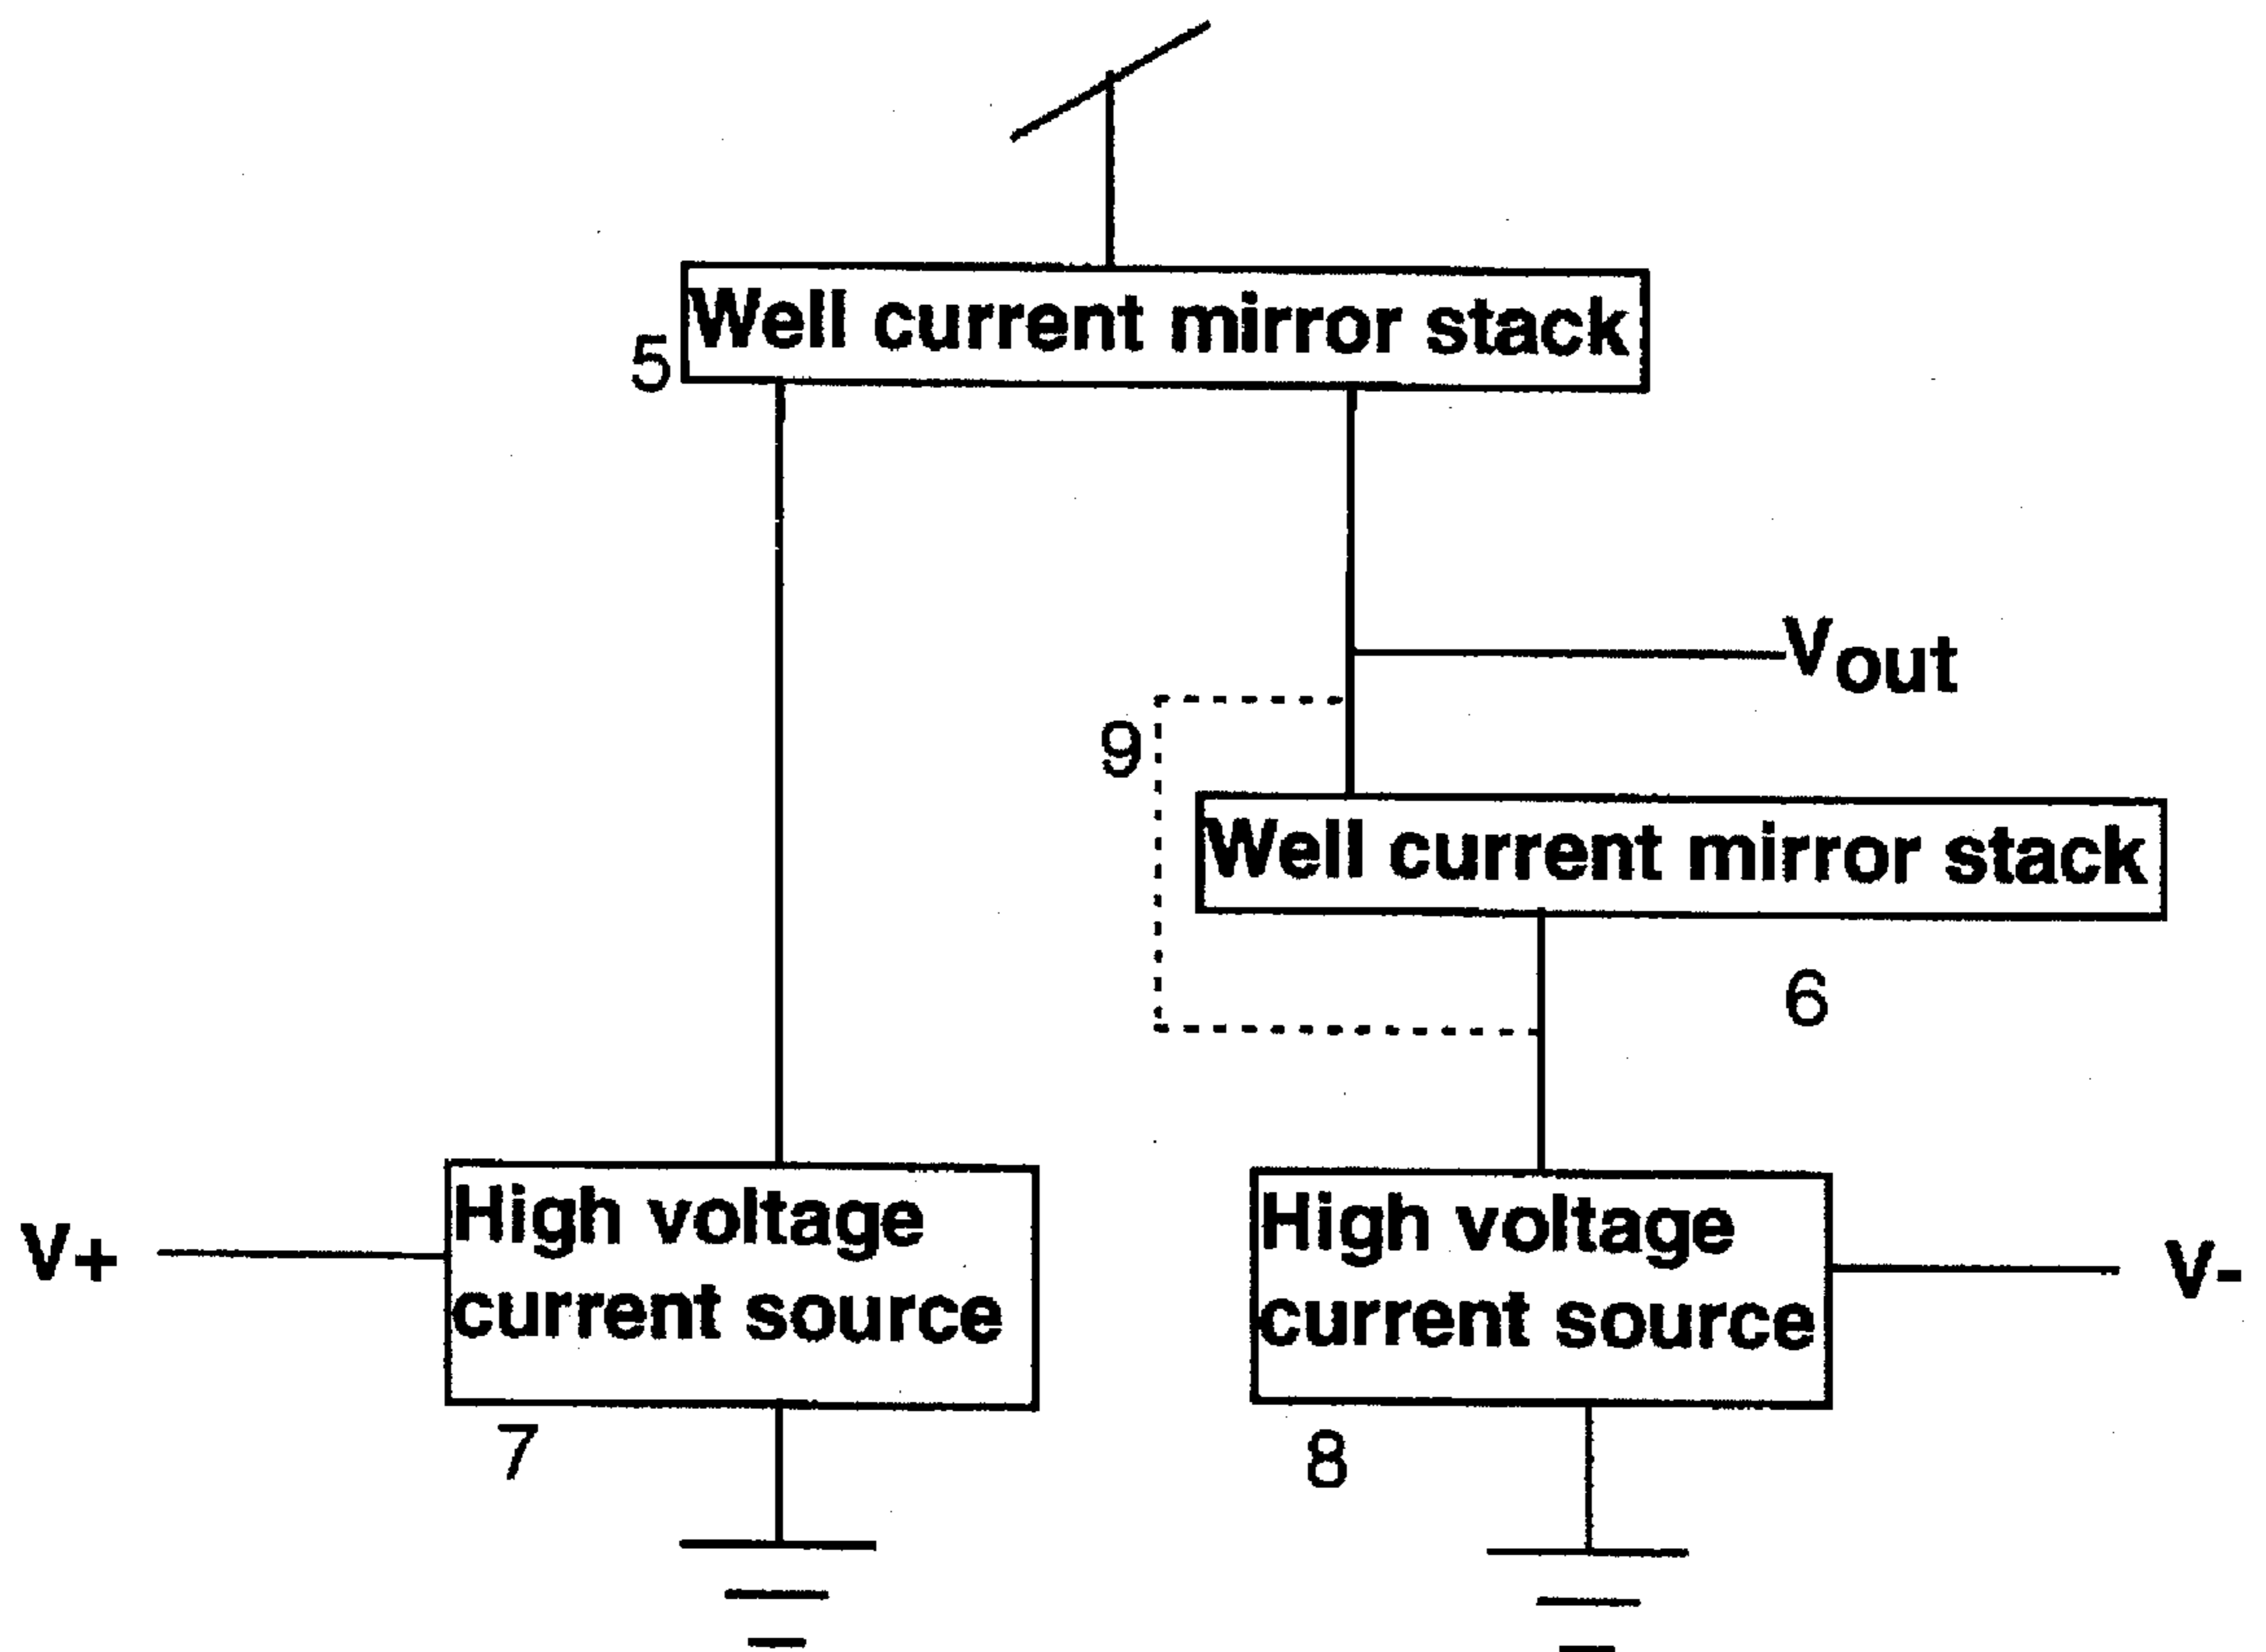 Well current mirror stack
5
Vout
9
Well current mirror stack
6
V+
High voltage
current source
High voltage
current source
V-
7
8